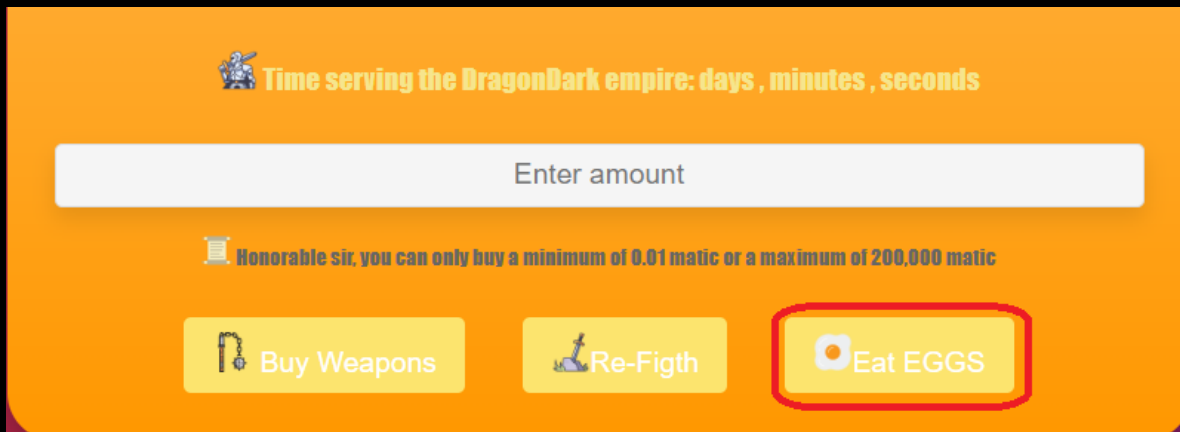 Time serving the DragonDark empire: days , minutes , seconds
Enter amount
Honorable sir, you can only buy a minimum of 0.01 matic or a maximum of 200,000 matic
Buy Weapons Re-Figth Eat EGGS